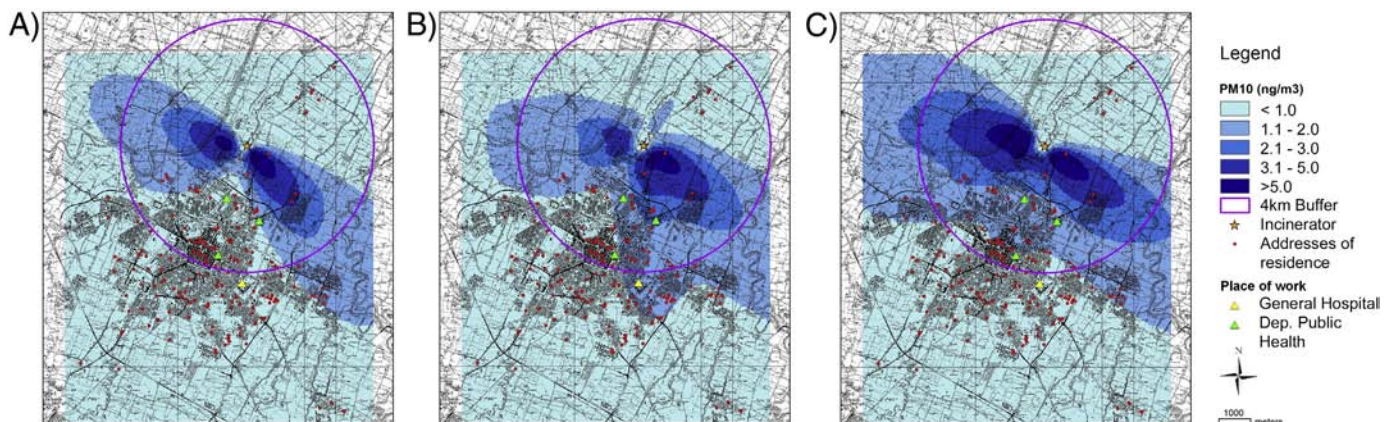 A)
B)
C)
Legend
PM10 (ng/m3)
< 1.0
1.1 - 2.0
2.1 - 3.0
3.1 - 5.0
>5.0
4km Buffer
Incinerator
Addresses of
residence
Place of work
General Hospitall
Dep. Public
Health
N
1000
meters